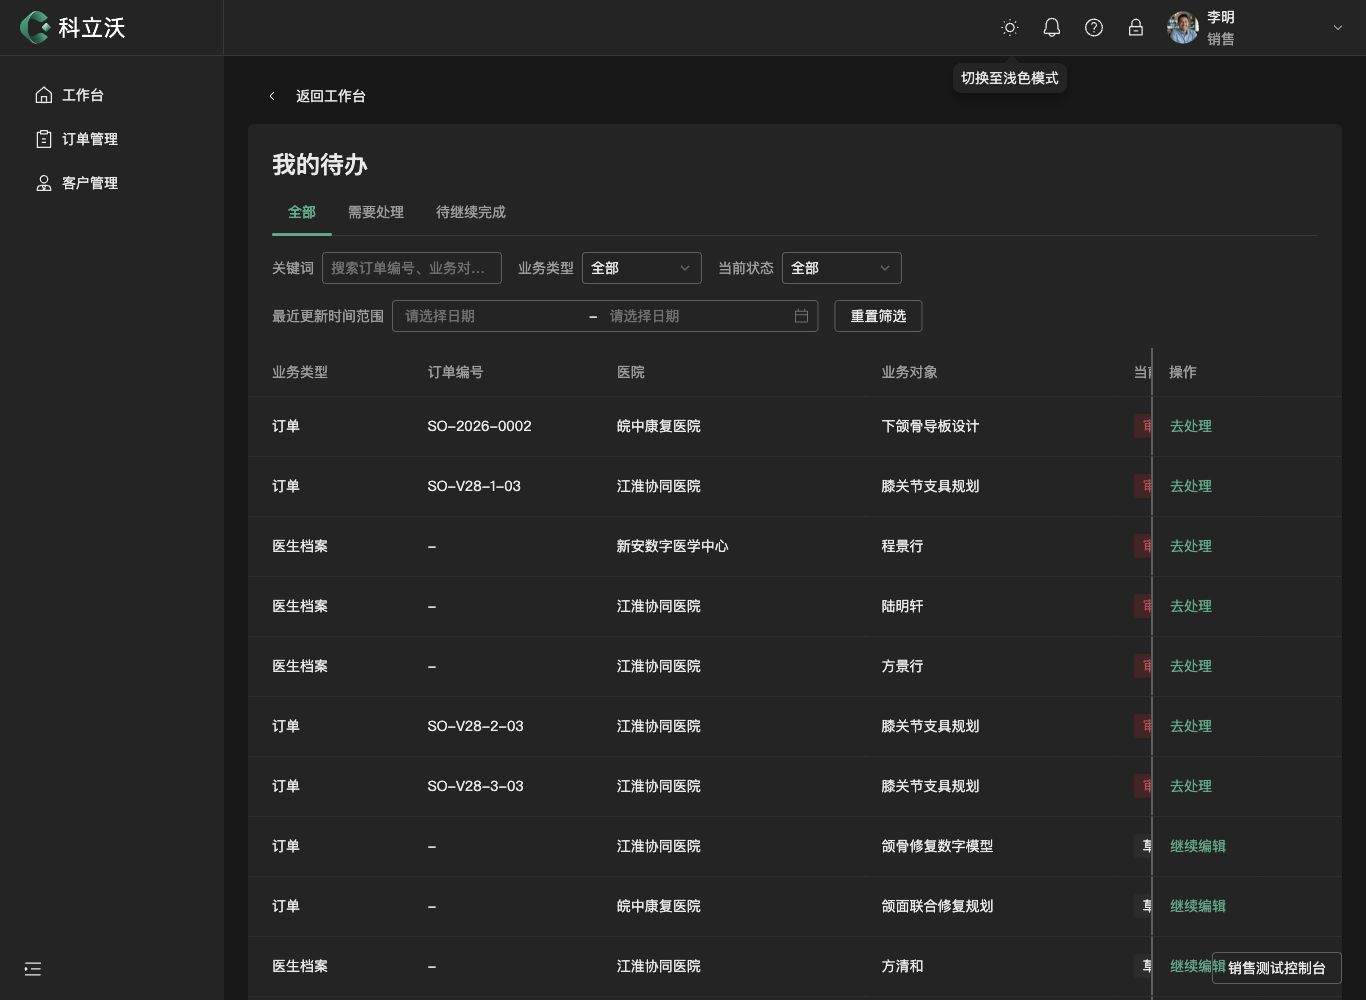 科立沃
李明
销售
切换至浅色模式
工作台
订单管理
客户管理
返回工作台
我的待办
全部 需要处理 待继续完成
关键词 搜索订单编号、业务对... 业务类型 全部 当前状态 全部
最近更新时间范围 请选择日期 – 请选择日期 重置筛选
业务类型 订单编号 医院 业务对象 当 操作
订单 SO-2026-0002 皖中康复医院 下颌骨导板设计 去处理
订单 SO-V28-1-03 江淮协同医院 膝关节支具规划 去处理
医生档案 – 新安数字医学中心 程景行 去处理
医生档案 – 江淮协同医院 陆明轩 去处理
医生档案 – 江淮协同医院 方景行 去处理
订单 SO-V28-2-03 江淮协同医院 膝关节支具规划 去处理
订单 SO-V28-3-03 江淮协同医院 膝关节支具规划 去处理
订单 – 江淮协同医院 颌骨修复数字模型 继续编辑
订单 – 皖中康复医院 颌面联合修复规划 继续编辑
医生档案 – 江淮协同医院 方清和 继续编辑
销售测试控制台